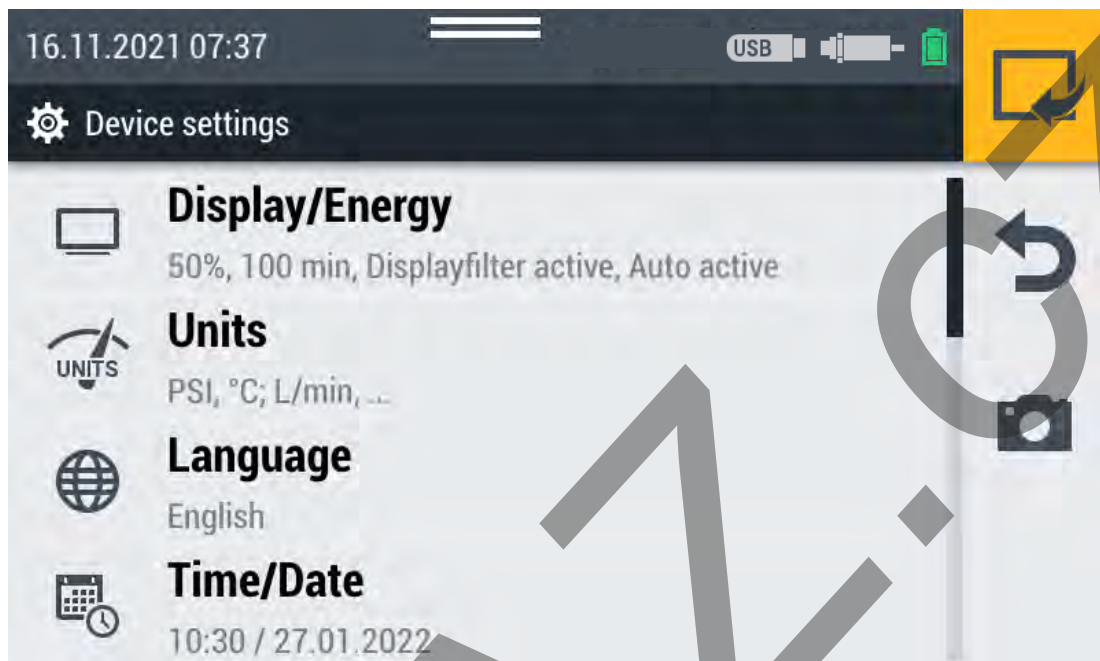 16.11.2021 07:37
USB
Device settings
Display/Energy
50%, 100 min, Displayfilter active, Auto active
Units
UNITS
PSI, °C; L/min, ...
Language
English
Time/Date
10:30 / 27.01.2022